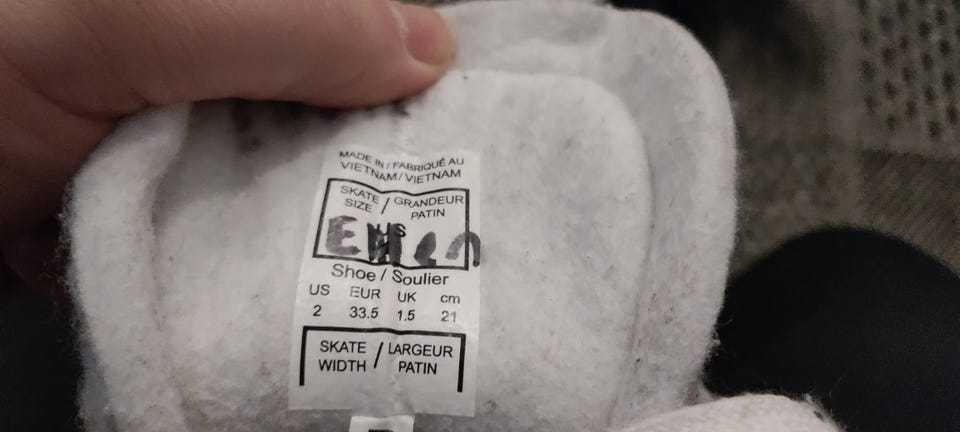 MADE IN / FABRIQUÉ AU
VIETNAM / VIETNAM
SKATE SIZE / GRANDEUR PATIN
US
Shoe / Soulier
US EUR UK cm
2 33.5 1.5 21
SKATE WIDTH / LARGEUR PATIN